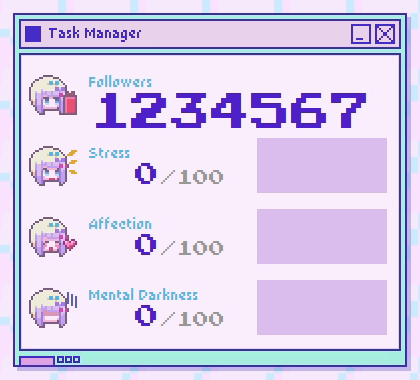 Task Manager
Followers
1234567
Stress
0/100
Affection
0/100
Mental Darkness
0/100